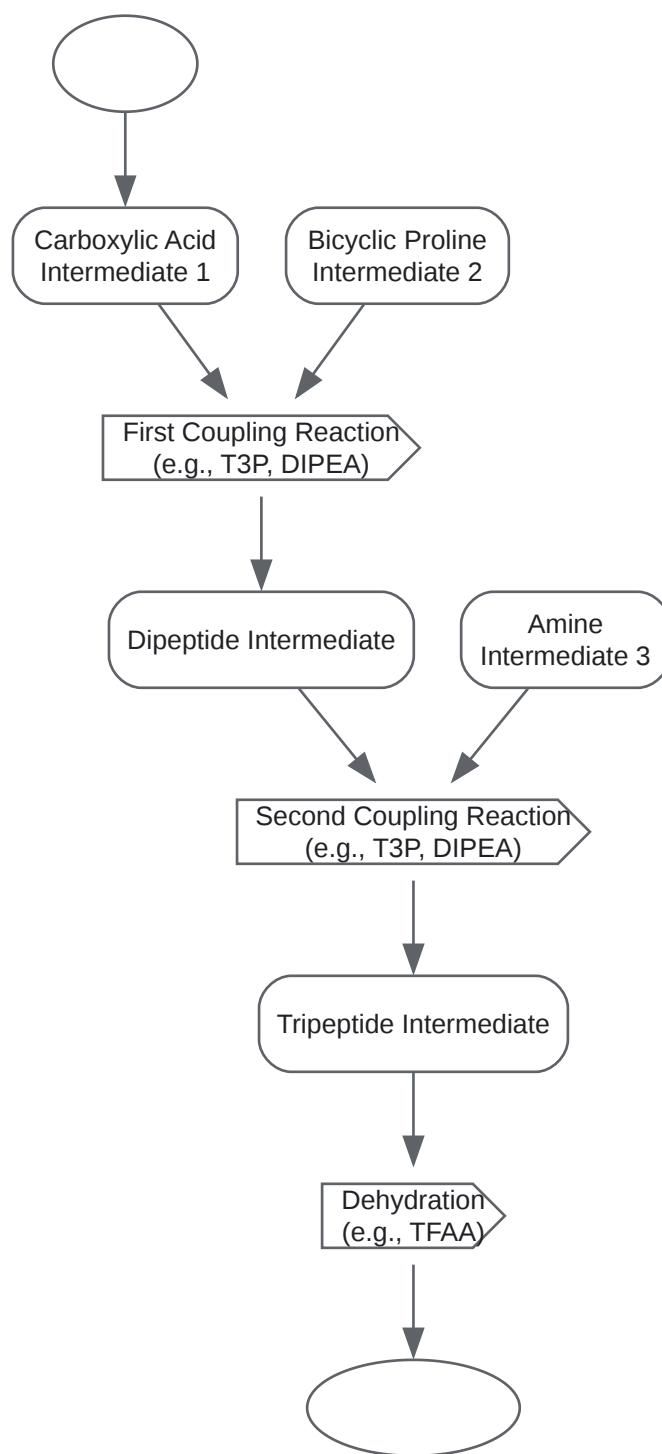 Carboxylic Acid
Intermediate 1
Bicyclic Proline
Intermediate 2
First Coupling Reaction
(e.g., T3P, DIPEA)
Dipeptide Intermediate
Amine
Intermediate 3
Second Coupling Reaction
(e.g., T3P, DIPEA)
Tripeptide Intermediate
Dehydration
(e.g., TFAA)